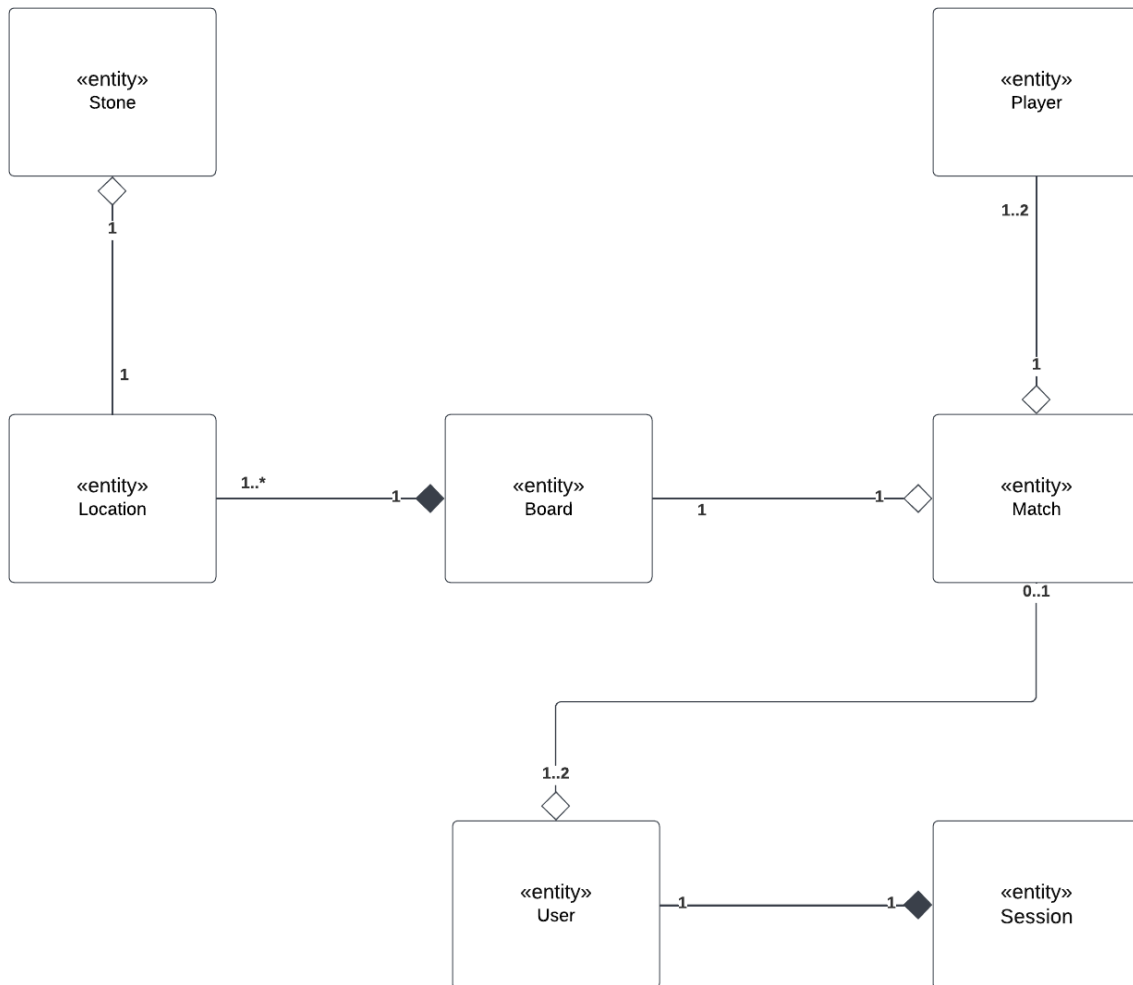 «entity»
Stone
«entity»
Player
1
1..2
1
1
«entity»
Location
1..*
1
«entity»
Board
1
1
«entity»
Match
0..1
1..2
«entity»
User
1
1
«entity»
Session